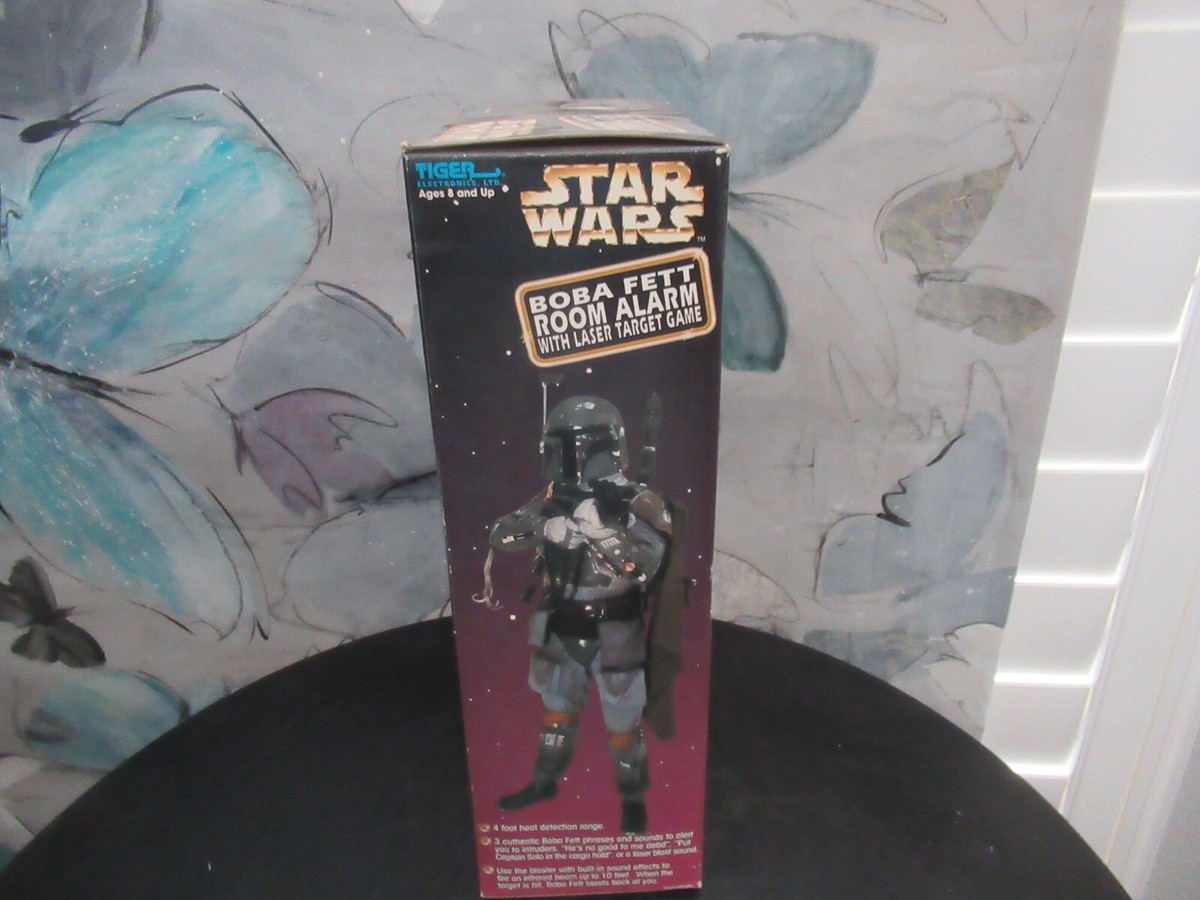 TIGER
ELECTRONICS, LTD.
Ages 8 and Up
STAR
WARS™
BOBA FETT
ROOM ALARM
WITH LASER TARGET GAME
4 foot heat detection range.
3 authentic Boba Fett phrases and sounds to alert
you to intruders. "He's no good to me dead", "Put
Captain Solo in the cargo hold", or a laser blast sound.
Use the blaster with built-in sound effects to
fire an infrared beam up to 10 feet. When the
target is hit, Boba Fett blasts back at you.